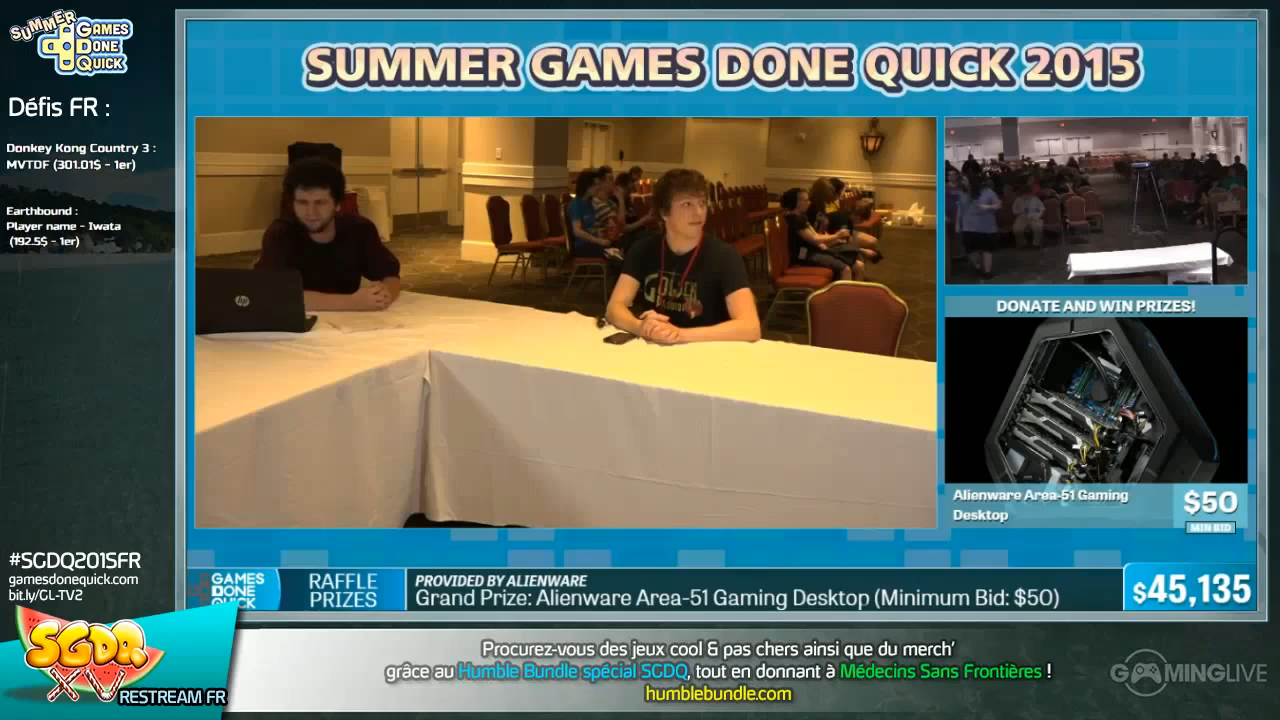 SUMMER
GAMES
DONE
QUICK
Défis FR :
Donkey Kong Country 3 :
MVTDF (301.01$ - 1er)
Earthbound :
Player name - Iwata
(192.5$ - 1er)
#SGDQ2015FR
gamesdonequick.com
bit.ly/GL-TV2
SGDQ
XV
RESTREAM FR
SUMMER GAMES DONE QUICK 2015
hp
DONATE AND WIN PRIZES!
Alienware Area-51 Gaming
Desktop
$50
MIN BID
GAMES
DONE
QUICK
RAFFLE
PRIZES
PROVIDED BY ALIENWARE
Grand Prize: Alienware Area-51 Gaming Desktop (Minimum Bid: $50)
$45,135
Procurez-vous des jeux cool & pas chers ainsi que du merch'
grâce au Humble Bundle spécial SGDQ, tout en donnant à Médecins Sans Frontières !
humblebundle.com
GAMINGLIVE